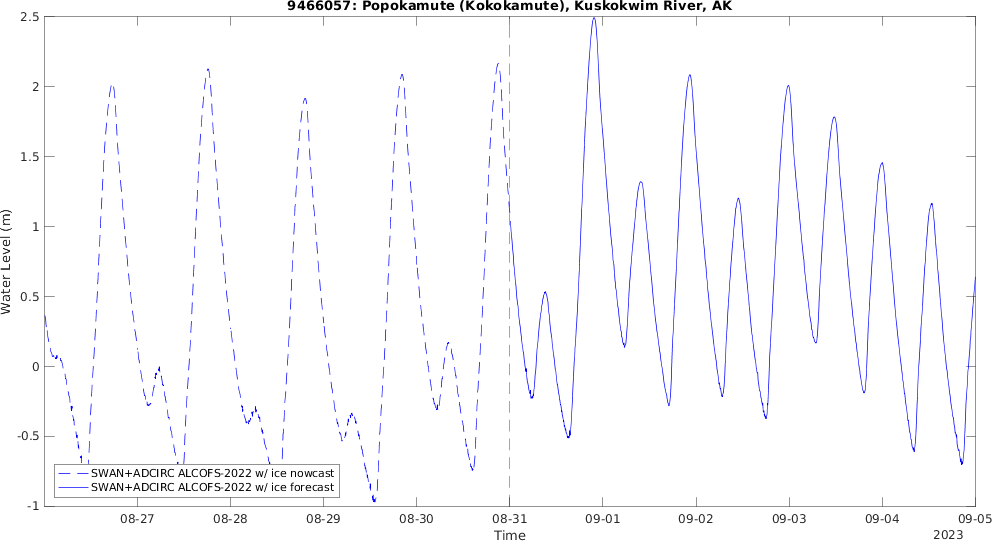 9466057: Popokamute (Kokokamute), Kuskokwim River, AK
2.5
2
1.5
1
0.5
0
-0.5
-1
Water Level (m)
SWAN+ADCIRC ALCOFS-2022 w/ ice nowcast
SWAN+ADCIRC ALCOFS-2022 w/ ice forecast
08-27 08-28 08-29 08-30 08-31 09-01 09-02 09-03 09-04 09-05
Time
2023